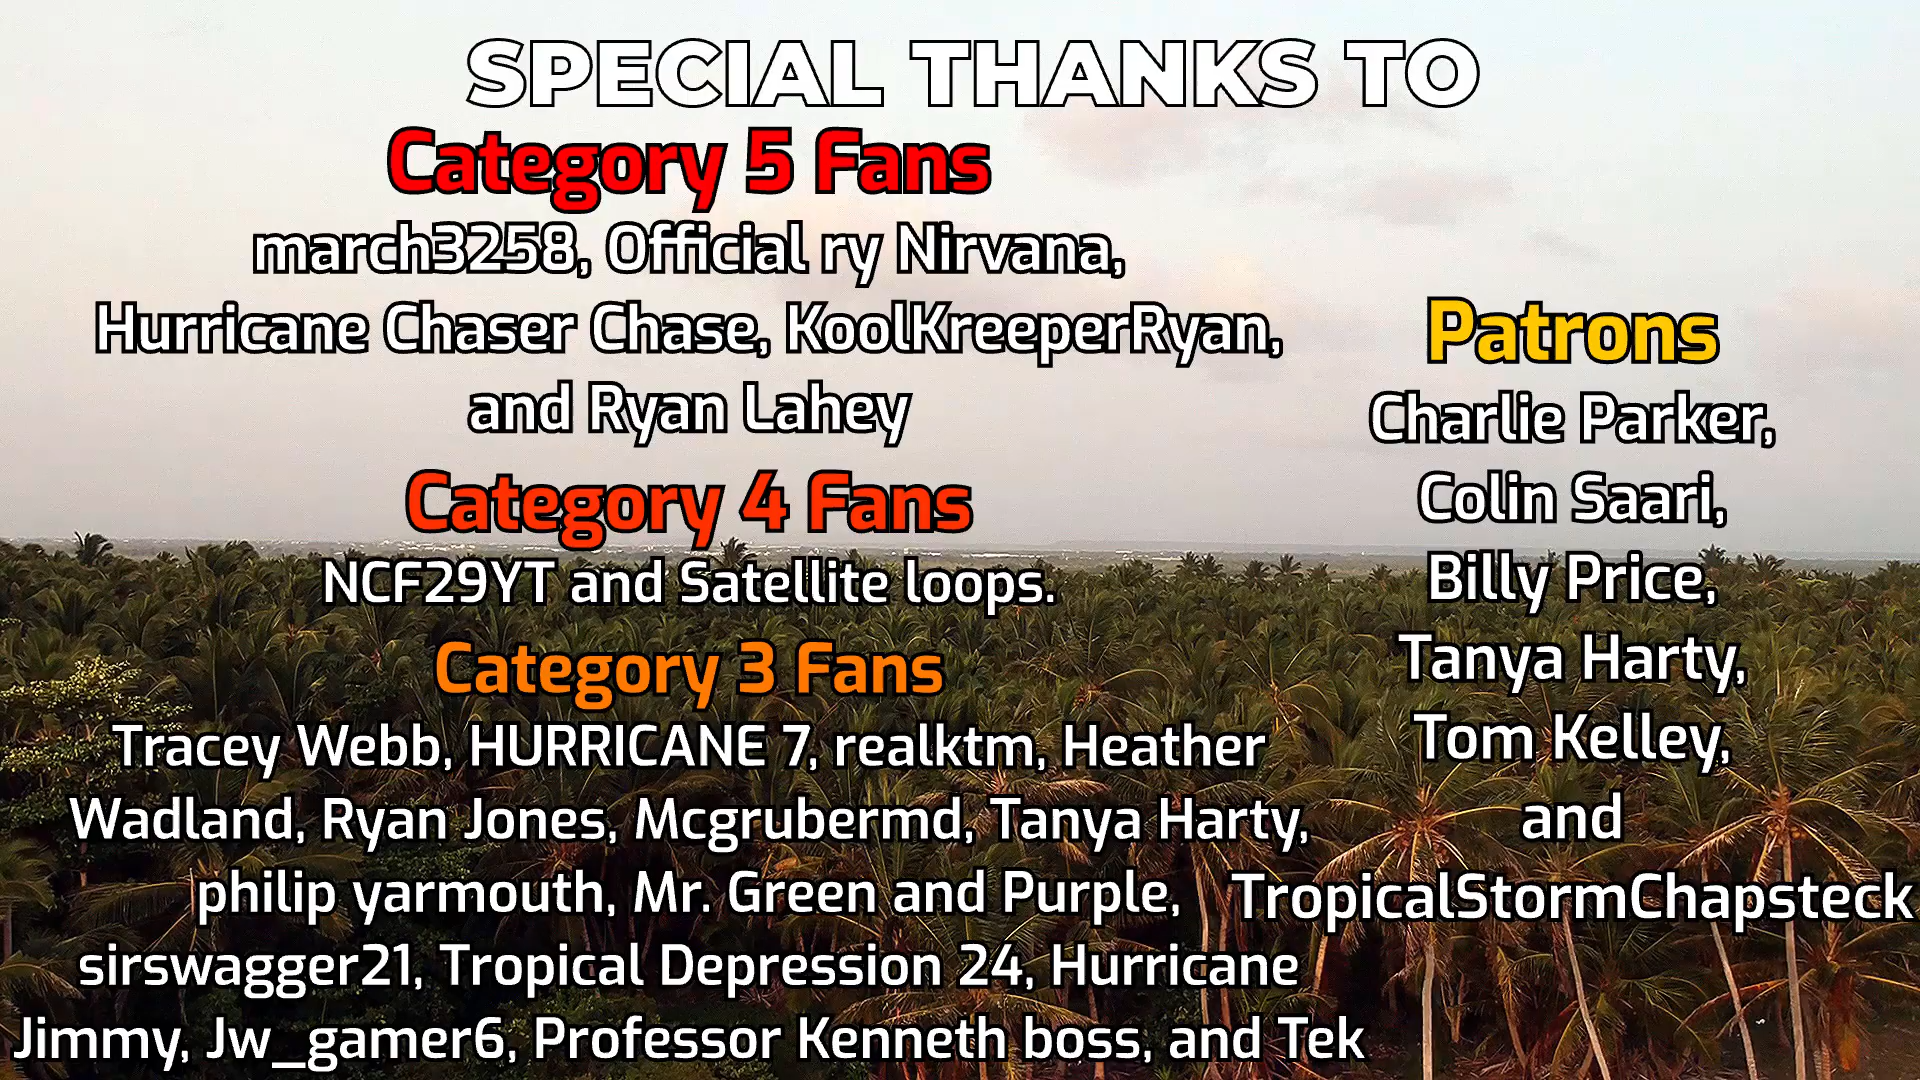 SPECIAL THANKS TO
Category 5 Fans
march3258, Official ry Nirvana,
Hurricane Chaser Chase, KoolKreeperRyan,
and Ryan Lahey
Category 4 Fans
NCF29YT and Satellite loops.
Category 3 Fans
Tracey Webb, HURRICANE 7, realktm, Heather
Wadland, Ryan Jones, Mcgrubermd, Tanya Harty,
philip yarmouth, Mr. Green and Purple,
sirswagger21, Tropical Depression 24, Hurricane
Jimmy, Jw_gamer6, Professor Kenneth boss, and Tek
Patrons
Charlie Parker,
Colin Saari,
Billy Price,
Tanya Harty,
Tom Kelley,
and
TropicalStormChapsteck